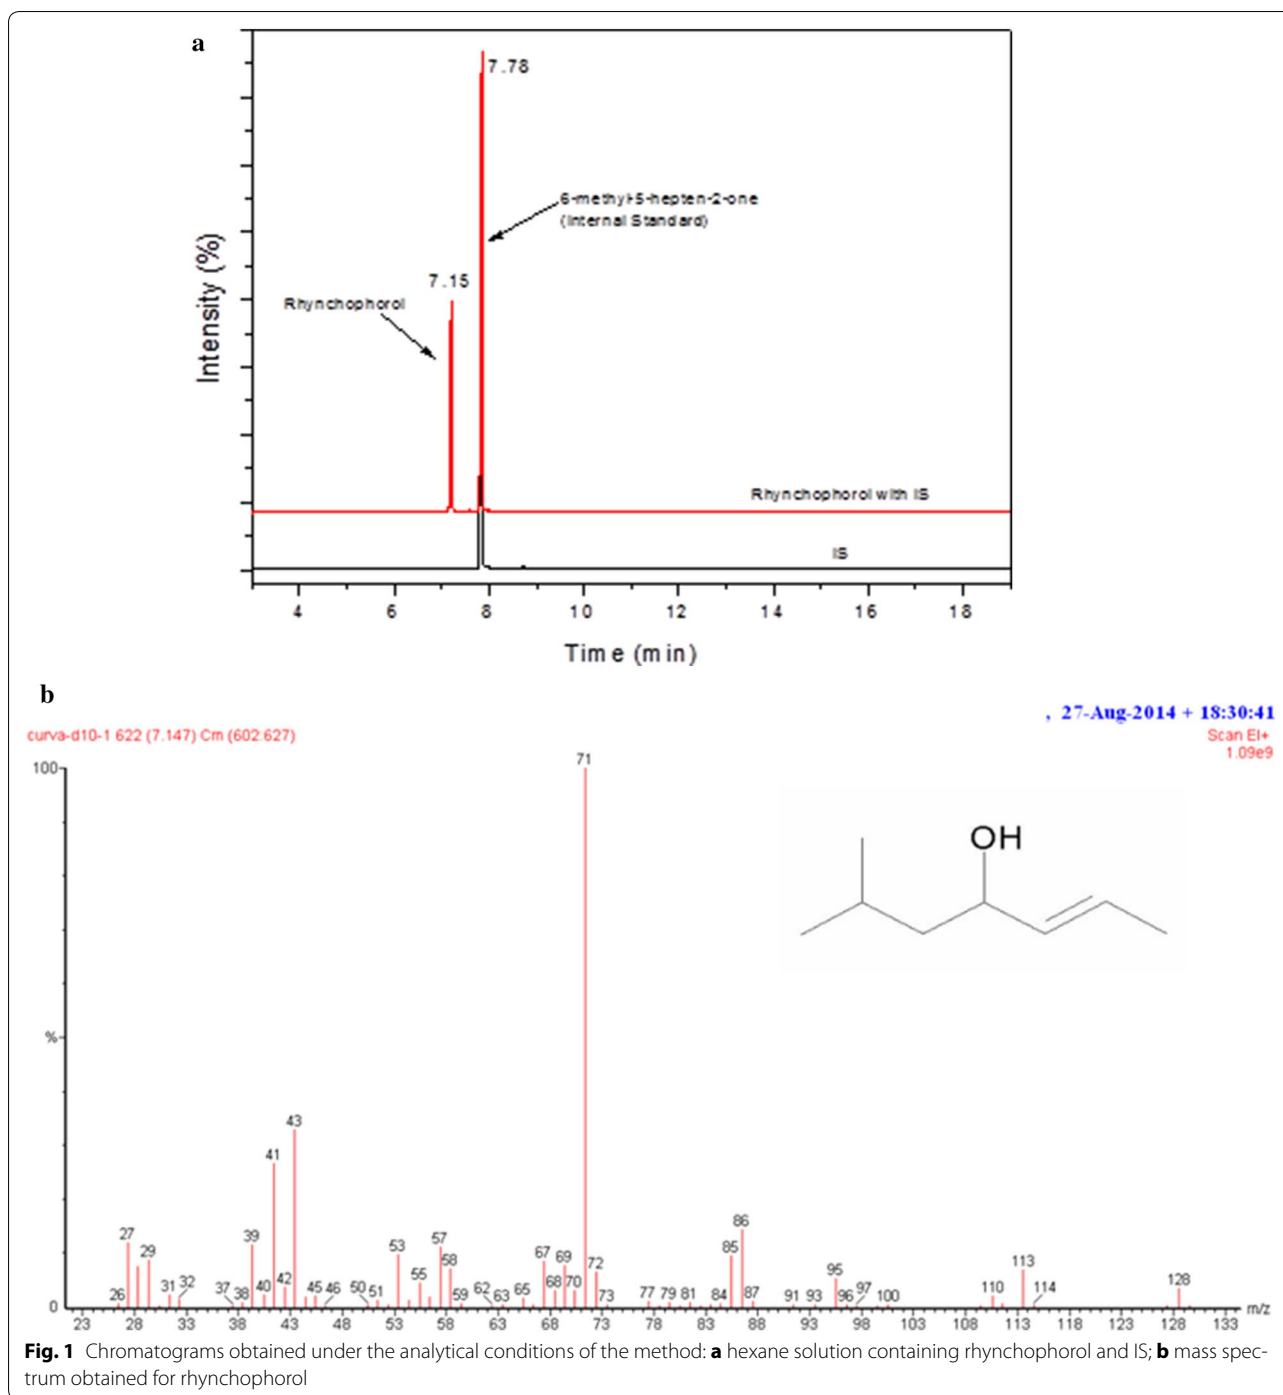 a
7.78
6-methyl-5-hepten-2-one
(Internal Standard)
7.15
Rhynchophorol
Intensity (%)
Rhynchophorol with IS
IS
4 6 8 10 12 14 16 18
Time (min)
b
, 27-Aug-2014 + 18:30:41
curva-d10-1 622 (7.147) Cm (602:627)
Scan EI+
1.09e9
100
71
OH
%
43
41
27
29
39
57
53
58
67
69
72
86
85
113
95
128
26
31
32
37
38
40
42
45
46
50
51
55
59
62
63
65
68
70
73
77
79
81
84
87
91
93
96
97
100
110
114
0
m/z
23 28 33 38 43 48 53 58 63 68 73 78 83 88 93 98 103 108 113 118 123 128 133
Fig. 1 Chromatograms obtained under the analytical conditions of the method: a hexane solution containing rhynchophorol and IS; b mass spec-
trum obtained for rhynchophorol